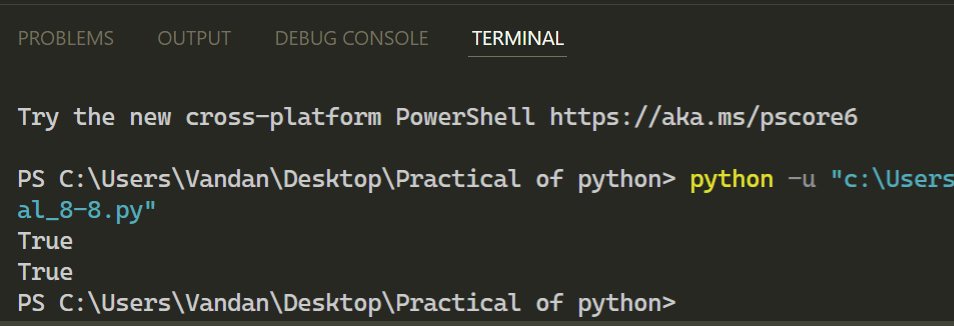 PROBLEMS OUTPUT DEBUG CONSOLE TERMINAL
Try the new cross-platform PowerShell https://aka.ms/pscore6
PS C:\Users\Vandan\Desktop\Practical of python> python -u "c:\Users
al_8-8.py"
True
True
PS C:\Users\Vandan\Desktop\Practical of python>